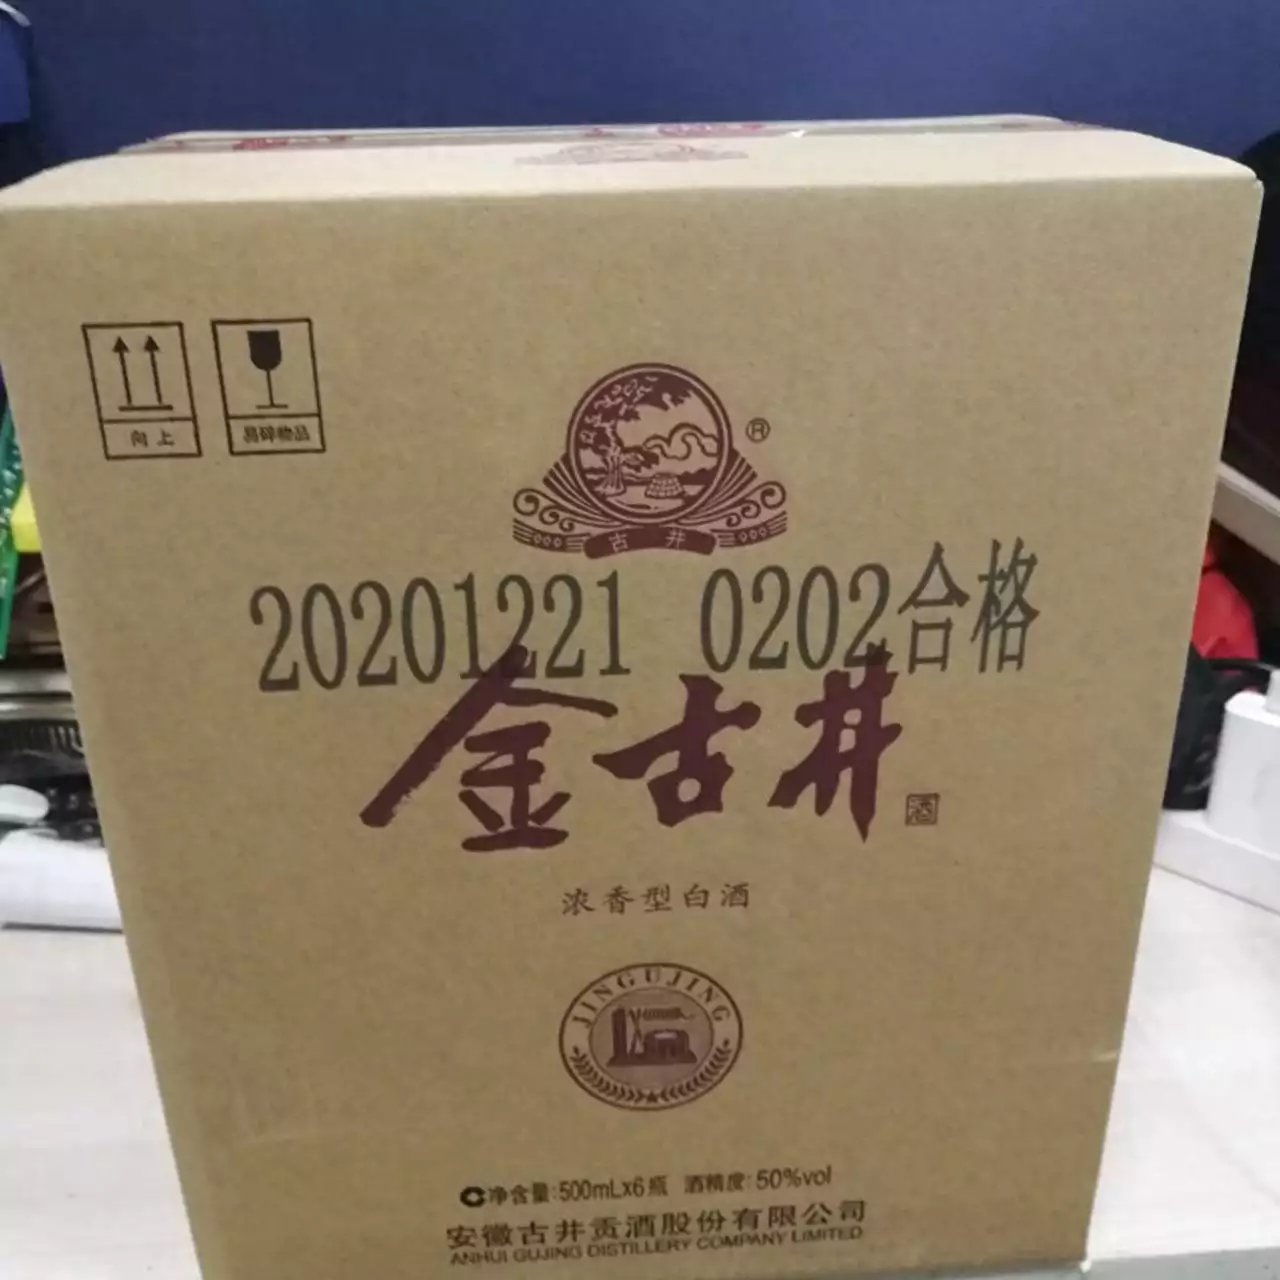 向上
易碎物品
®
古井
20201221 0202合格
金古井
酒
浓香型白酒
JINGUJING
净含量:500mLx6瓶 酒精度:50%vol
安徽古井贡酒股份有限公司
ANHUI GUJING DISTILLERY COMPANY LIMITED